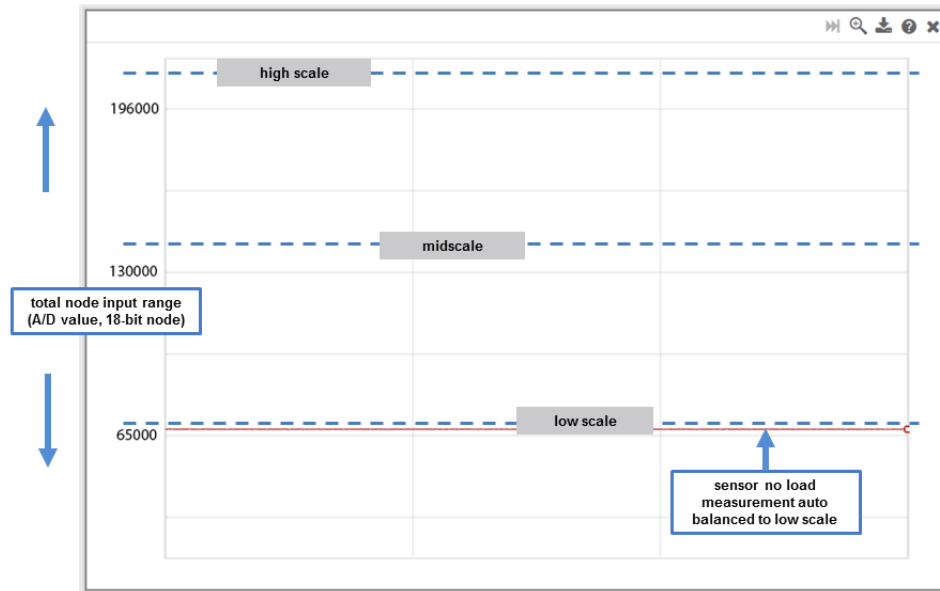 high scale
196000
midscale
130000
total node input range
(A/D value, 18-bit node)
low scale
65000
sensor no load
measurement auto
balanced to low scale